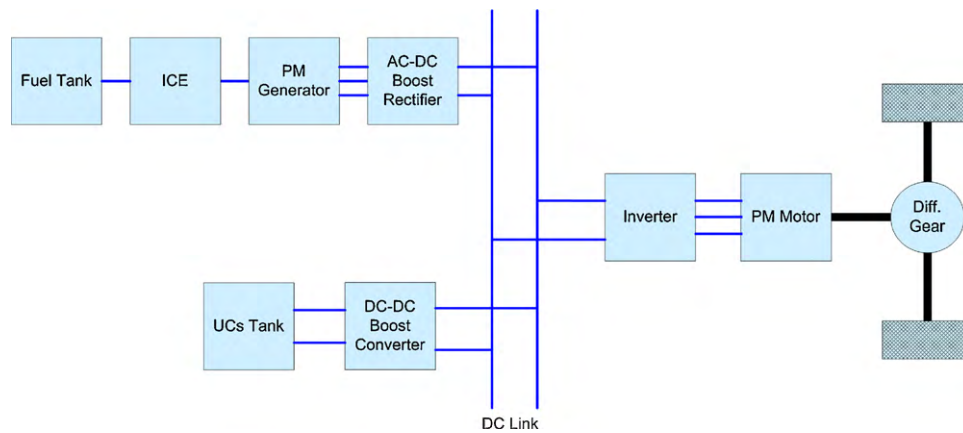 Fuel Tank
ICE
PM
Generator
AC-DC
Boost
Rectifier
Inverter
PM Motor
Diff.
Gear
UCs Tank
DC-DC
Boost
Converter
DC Link